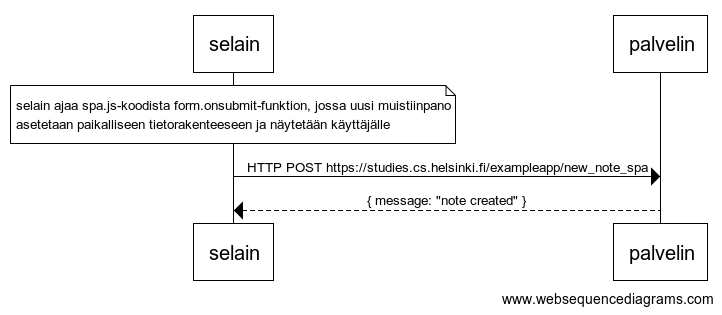 selain palvelin
selain ajaa spa.js-koodista form.onsubmit-funktion, jossa uusi muistiinpano
asetetaan paikalliseen tietorakenteeseen ja näytetään käyttäjälle
HTTP POST https://studies.cs.helsinki.fi/exampleapp/new_note_spa
{ message: "note created" }
selain palvelin
www.websequencediagrams.com